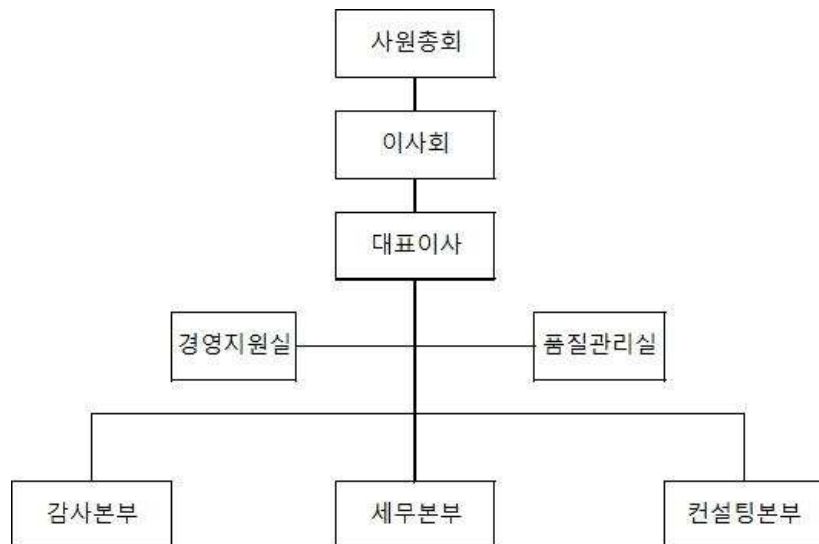 사원총회
이사회
대표이사
경영지원실
품질관리실
감사본부
세무본부
컨설팅본부